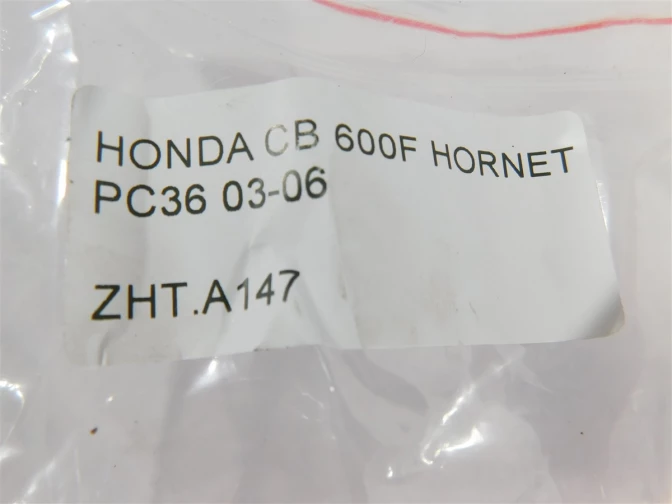 HONDA CB 600F HORNET
PC36 03-06
ZHT.A147